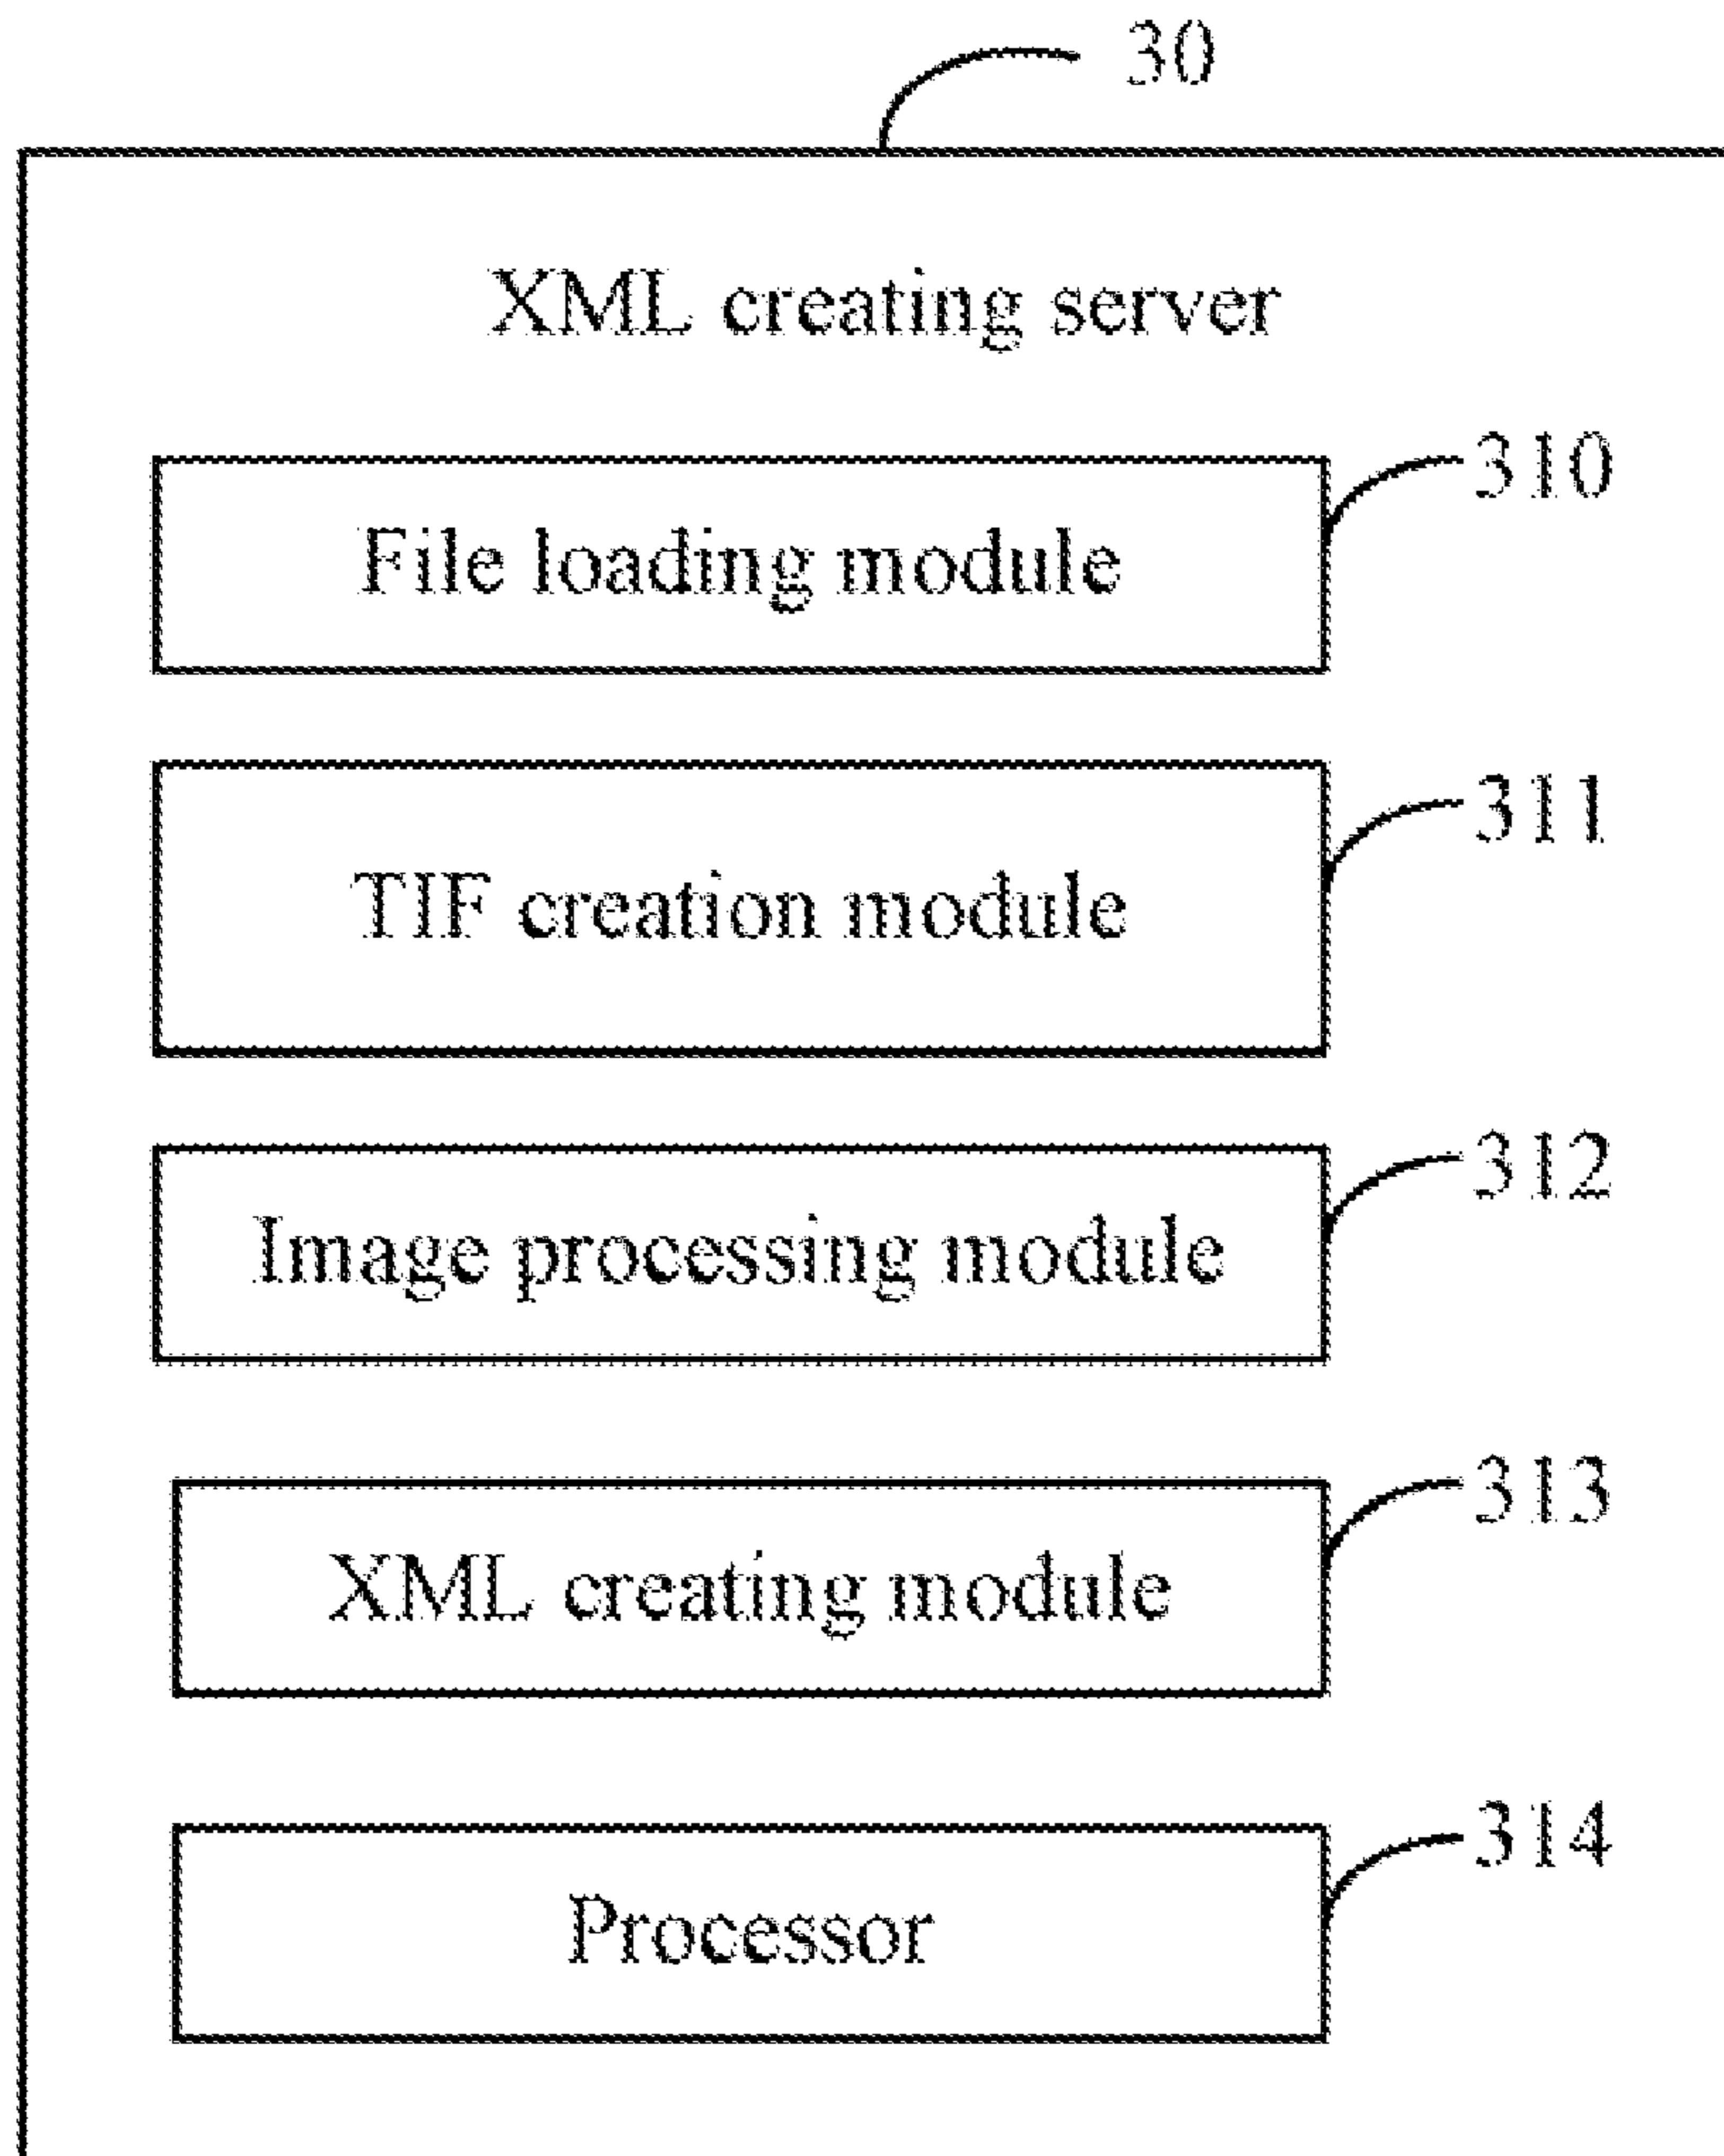 30
XML creating server
310
File loading module
311
TIF creation module
312
Image processing module
313
XML creating module
314
Processor